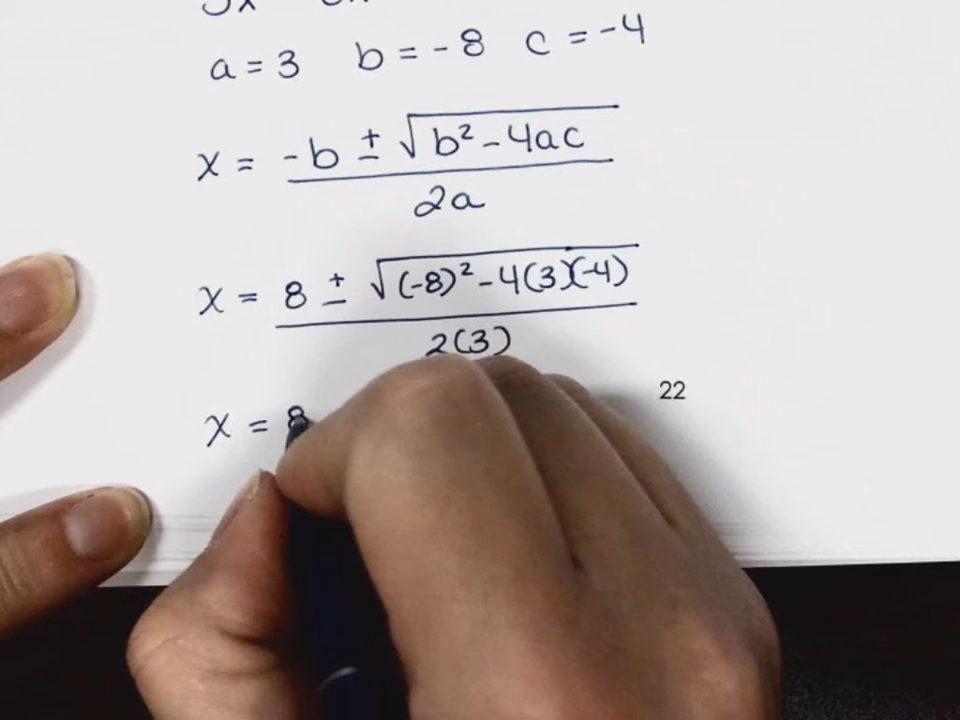 a = 3 b = -8 c = -4
x = -b ± √b² - 4ac
2a
x = 8 ± √(-8)² - 4(3)(-4)
2(3)
22
x = 8